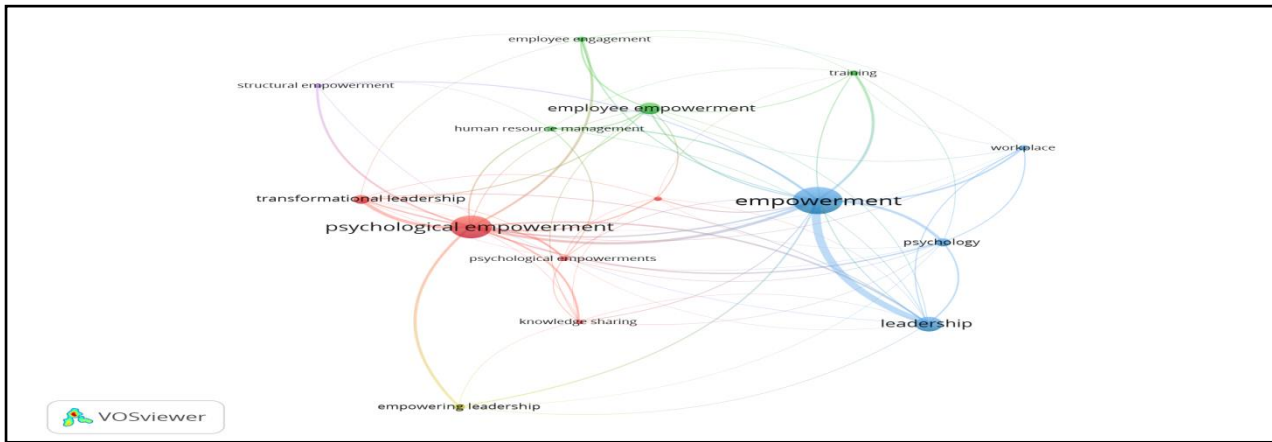 employee engagement
training
structural empowerment
employee empowerment
human resource management
workplace
transformational leadership
empowerment
psychological empowerment
psychology
psychological empowerments
knowledge sharing
leadership
empowering leadership
VOSviewer